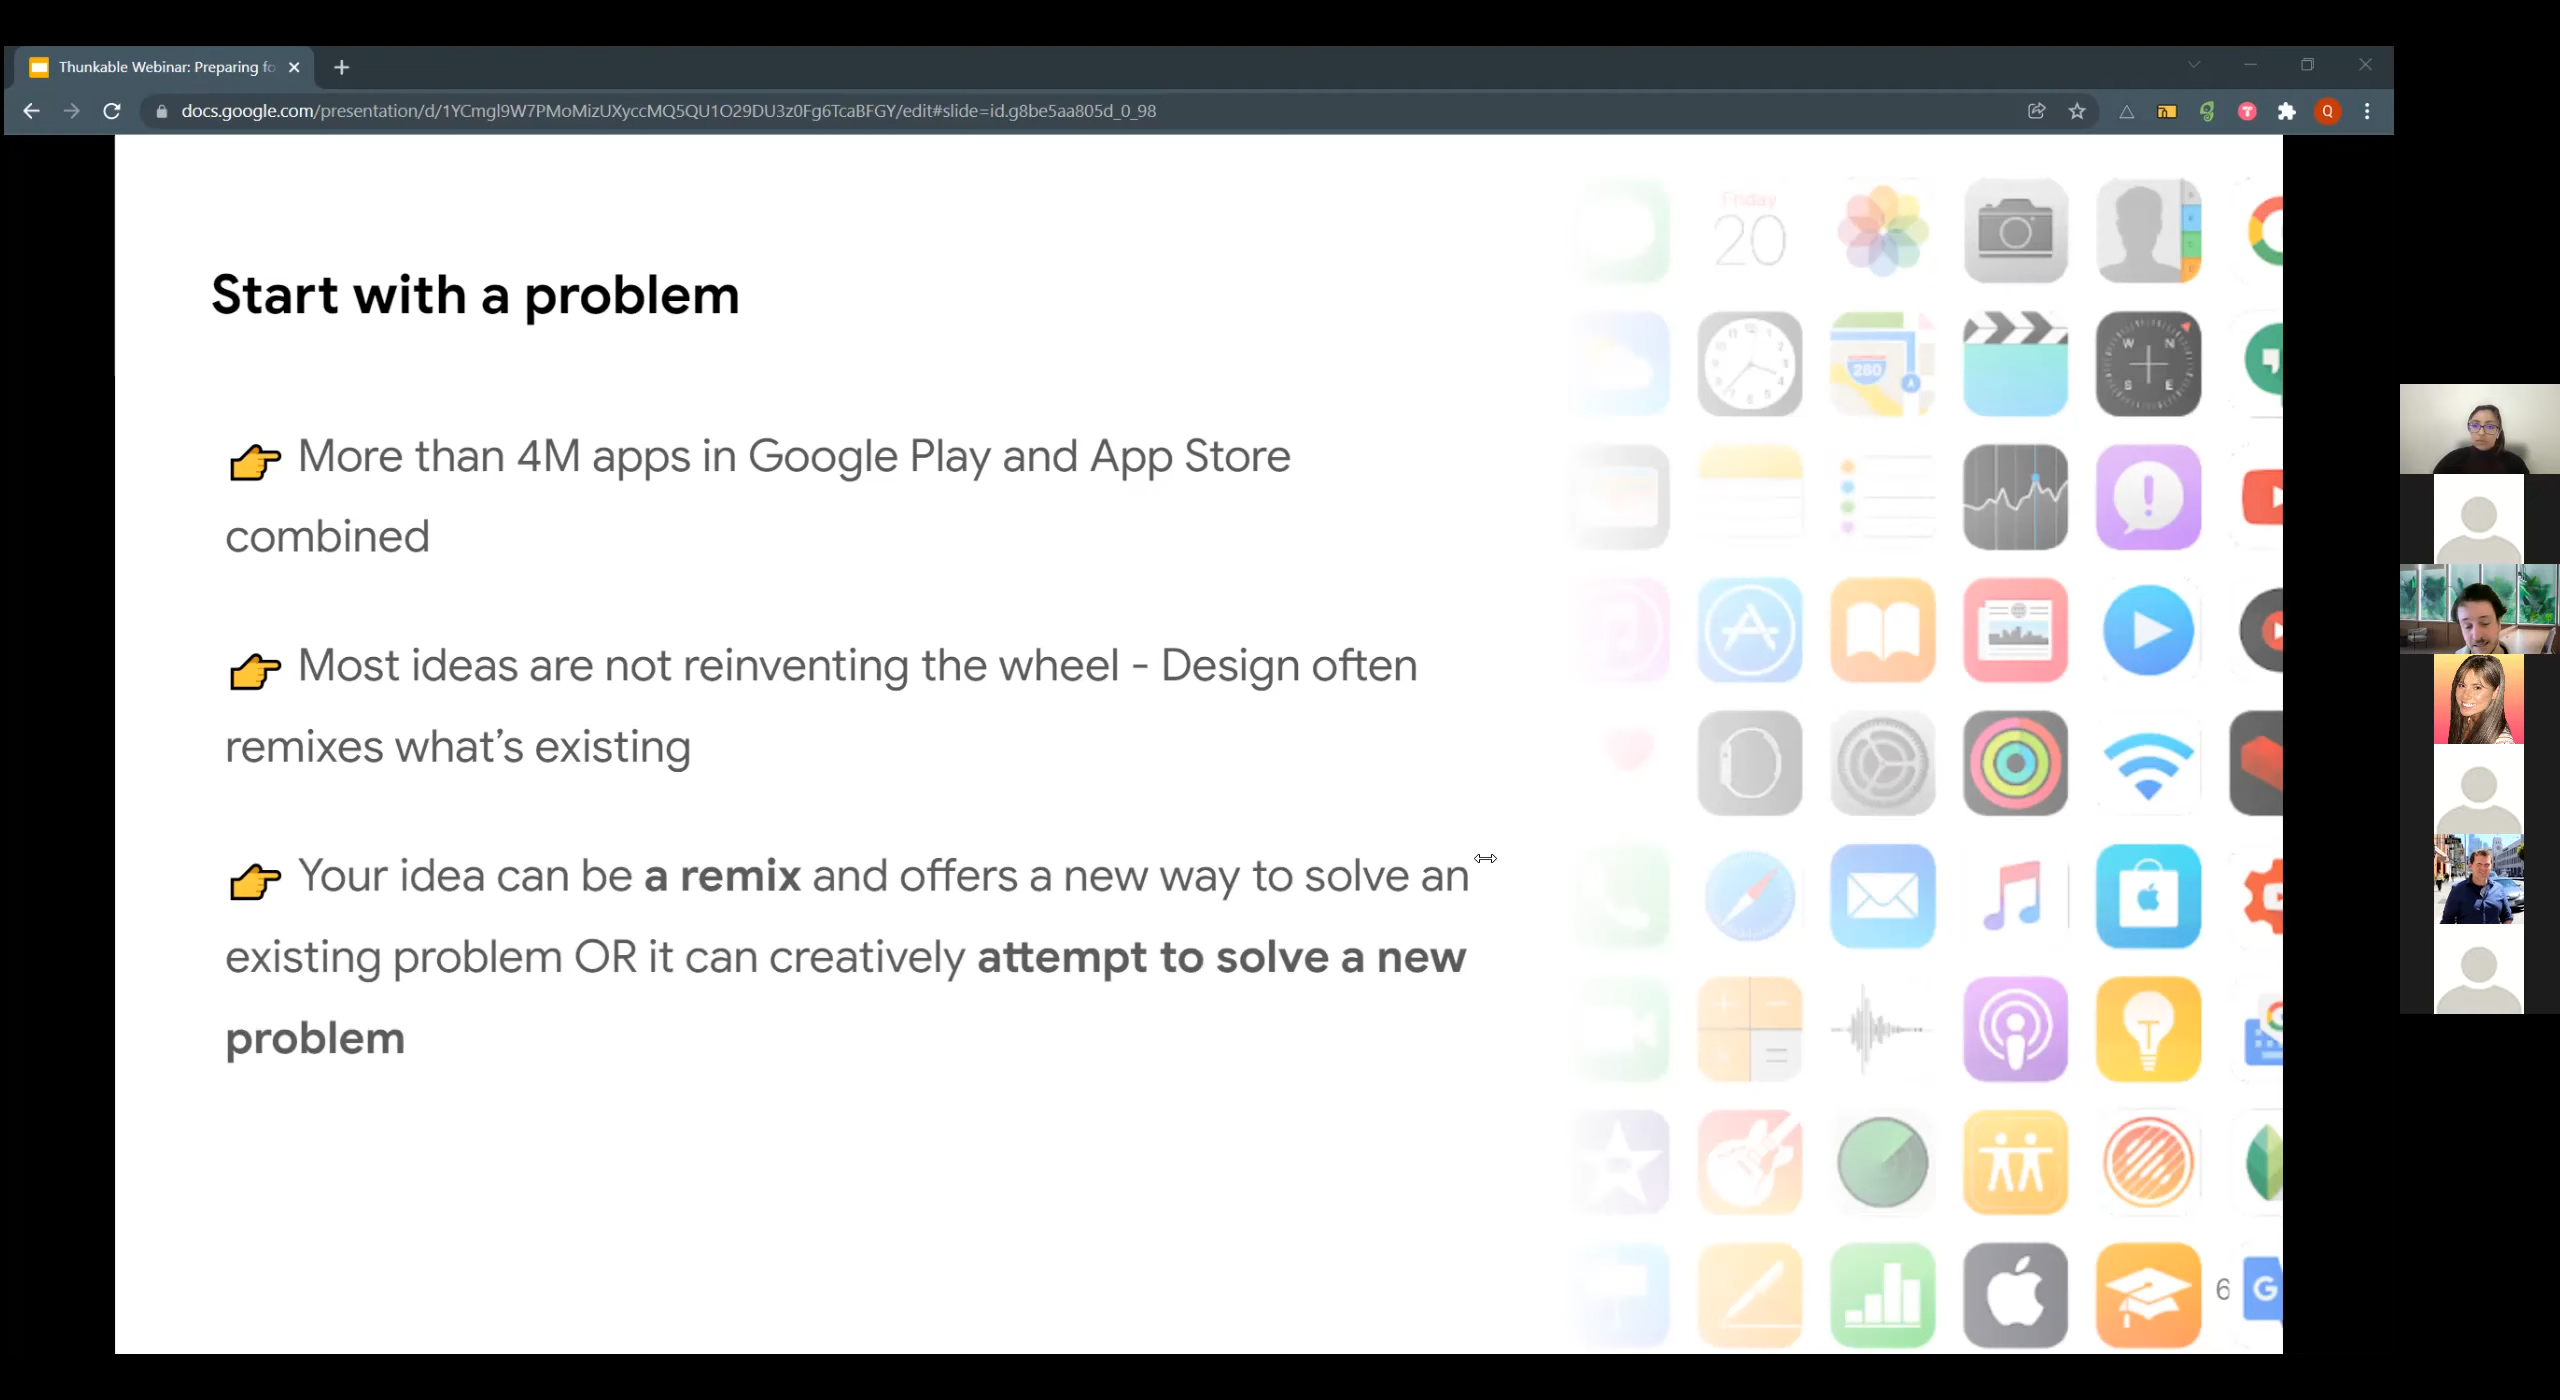 Thunkable Webinar: Preparing fo
docs.google.com/presentation/d/1YCmgl9W7PMoMizUXyccMQ5QU1O29DU3z0Fg6TcaBFGY/edit#slide=id.g8be5aa805d_0_98
Q
Start with a problem
👉 More than 4M apps in Google Play and App Store
combined
👉 Most ideas are not reinventing the wheel - Design often
remixes what’s existing
👉 Your idea can be a remix and offers a new way to solve an
existing problem OR it can creatively attempt to solve a new
problem
Friday
20
280
W N
S E
6
G